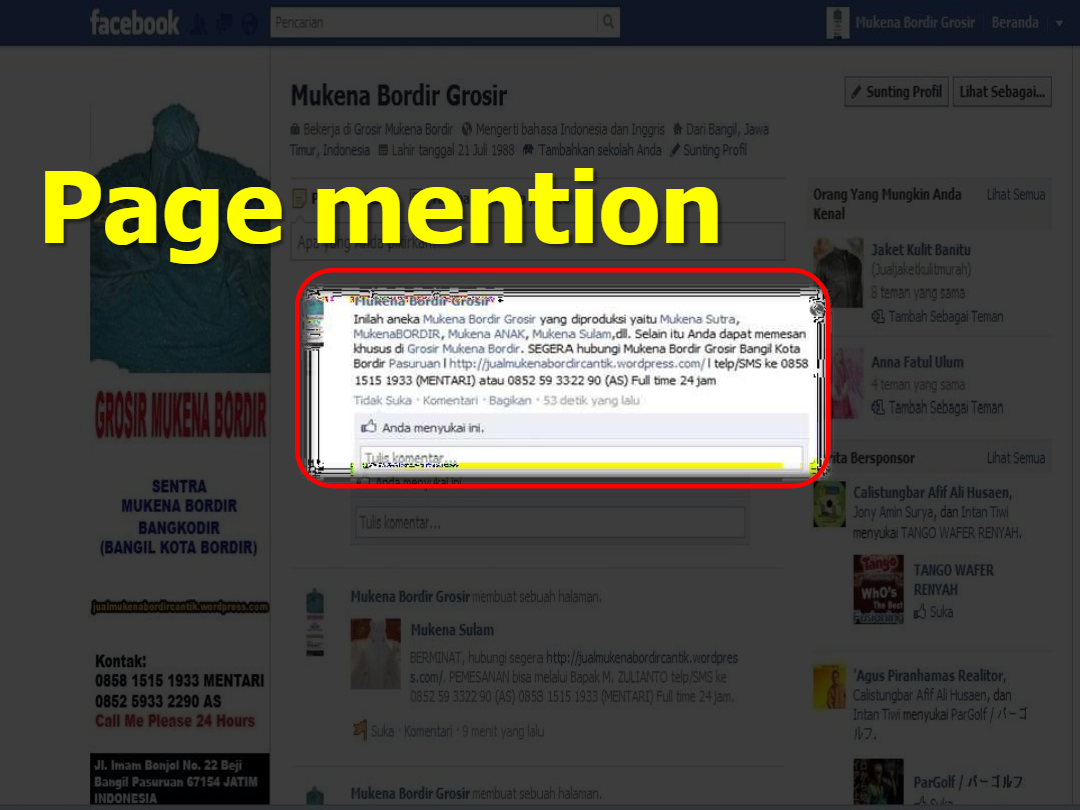 facebook
Pencarian
Mukena Bordir Grosir
Beranda
Mukena Bordir Grosir
Sunting Profil
Lihat Sebagai...
Bekerja di Grosir Mukena Bordir Mengerti bahasa Indonesia dan Inggris Dari Bangil, Jawa
Timur, Indonesia Lahir tanggal 21 Juli 1988 Tambahkan sekolah Anda Sunting Profil
Page mention
Mukena Bordir Grosir
Inilah aneka Mukena Bordir Grosir yang diproduksi yaitu Mukena Sutra,
MukenaBORDIR, Mukena ANAK, Mukena Sulam,dll. Selain itu Anda dapat memesan
khusus di Grosir Mukena Bordir. SEGERA hubungi Mukena Bordir Grosir Bangil Kota
Bordir Pasuruan l http://jualmukenabordircantik.wordpress.com/ l telp/SMS ke 0858
1515 1933 (MENTARI) atau 0852 59 3322 90 (AS) Full time 24 jam
Tidak Suka · Komentari · Bagikan · 53 detik yang lalu
Anda menyukai ini.
Tulis komentar...
Anda menyukai ini.
Tulis komentar...
Mukena Bordir Grosir membuat sebuah halaman.
Mukena Sulam
BERMINAT, hubungi segera http://jualmukenabordircantik.wordpres
s.com/. PEMESANAN bisa melalui Bapak M. ZULIANTO telp/SMS ke
0852 59 3322 90 (AS) 0858 1515 1933 (MENTARI) Full time 24 jam.
Suka · Komentari · 9 menit yang lalu
Mukena Bordir Grosir membuat sebuah halaman.
GROSIR MUKENA BORDIR
SENTRA
MUKENA BORDIR
BANGKODIR
(BANGIL KOTA BORDIR)
jualmukenabordircantik.wordpress.com
Kontak:
0858 1515 1933 MENTARI
0852 5933 2290 AS
Call Me Please 24 Hours
Jl. Imam Bonjol No. 22 Beji
Bangil Pasuruan 67154 JATIM
INDONESIA
Orang Yang Mungkin Anda
Kenal
Lihat Semua
Jaket Kulit Banitu
(Jualjaketkulitmurah)
8 teman yang sama
Tambah Sebagai Teman
Anna Fatul Ulum
4 teman yang sama
Tambah Sebagai Teman
Bersponsor
Lihat Semua
Calistungbar Afif Ali Husaen,
Jony Amin Surya, dan Intan Tiwi
menyukai TANGO WAFER RENYAH.
Tango
WHO's
The Best
TANGO WAFER
RENYAH
Suka
'Agus Piranhamas Realitor,
Calistungbar Afif Ali Husaen, dan
Intan Tiwi menyukai ParGolf / パーゴ
ルフ.
ParGolf / パーゴルフ
Suka